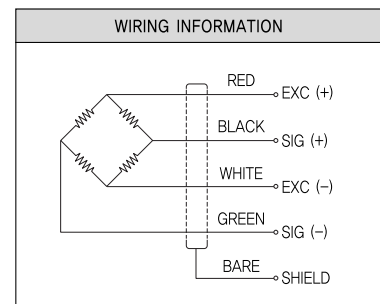 WIRING INFORMATION
RED EXC (+)
BLACK SIG (+)
WHITE EXC (−)
GREEN SIG (−)
BARE SHIELD